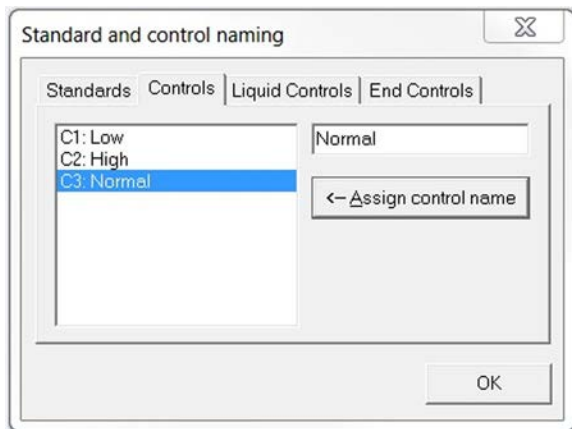 Standard and control naming
Standards Controls Liquid Controls End Controls
C1: Low
C2: High
C3: Normal
Normal
<– Assign control name
OK